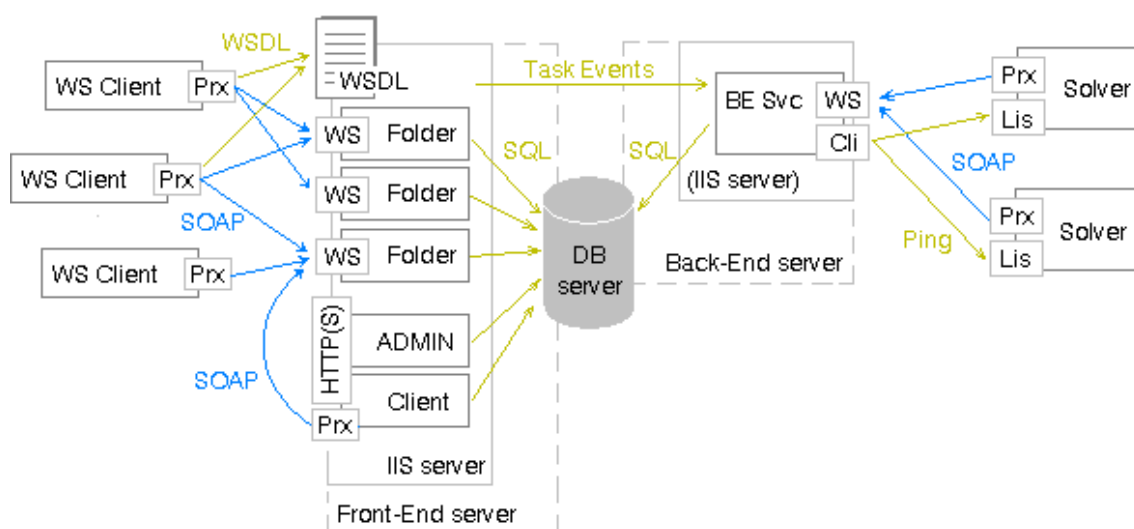 WSDL
WS Client
Prx
WSDL
Task Events
BE Svc
WS
Cli
Prx
Solver
Lis
WS
Folder
SQL
SQL
(IIS server)
SOAP
WS Client
Prx
WS
Folder
SOAP
Prx
Solver
Lis
Ping
WS
Folder
DB
server
Back-End server
WS Client
Prx
HTTP(S)
ADMIN
SOAP
Client
Prx
IIS server
Front-End server